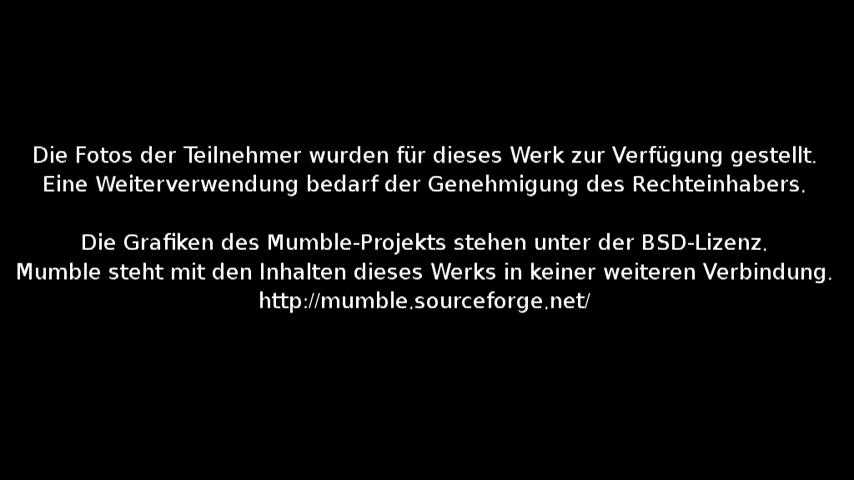 Die Fotos der Teilnehmer wurden für dieses Werk zur Verfügung gestellt.
Eine Weiterverwendung bedarf der Genehmigung des Rechteinhabers.
Die Grafiken des Mumble-Projekts stehen unter der BSD-Lizenz.
Mumble steht mit den Inhalten dieses Werks in keiner weiteren Verbindung.
http://mumble.sourceforge.net/